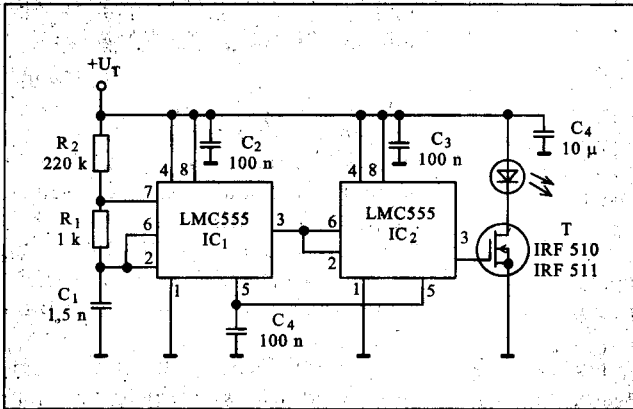 +U_T
R₂
220 k
R₁
1 k
C₁
1,5 n
C₂
100 n
C₃
100 n
C₄
10 μ
4
8
7
6
2
LMC555
IC₁
3
1
5
C₄
100 n
4
8
6
2
LMC555
IC₂
3
1
5
T
IRF 510
IRF 511